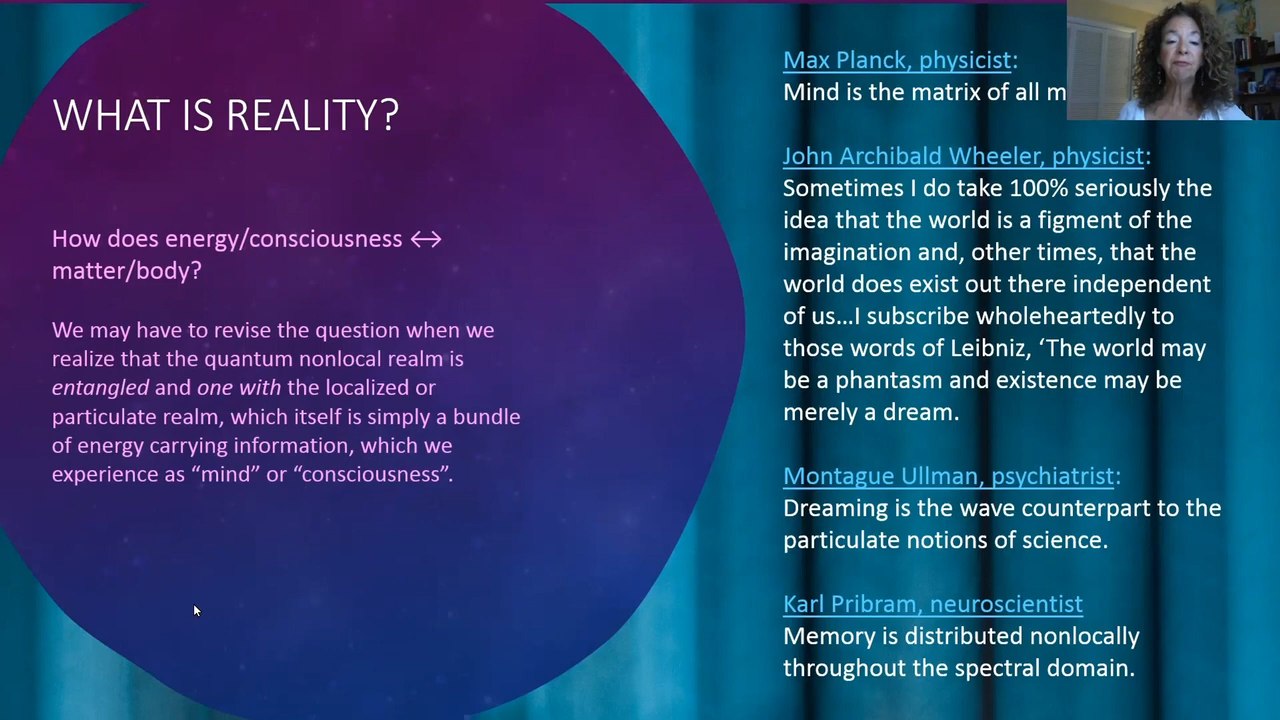 WHAT IS REALITY?
How does energy/consciousness ↔
matter/body?
We may have to revise the question when we
realize that the quantum nonlocal realm is
entangled and one with the localized or
particulate realm, which itself is simply a bundle
of energy carrying information, which we
experience as “mind” or “consciousness”.
Max Planck, physicist:
Mind is the matrix of all m
John Archibald Wheeler, physicist:
Sometimes I do take 100% seriously the
idea that the world is a figment of the
imagination and, other times, that the
world does exist out there independent
of us…I subscribe wholeheartedly to
those words of Leibniz, ‘The world may
be a phantasm and existence may be
merely a dream.
Montague Ullman, psychiatrist:
Dreaming is the wave counterpart to the
particulate notions of science.
Karl Pribram, neuroscientist
Memory is distributed nonlocally
throughout the spectral domain.